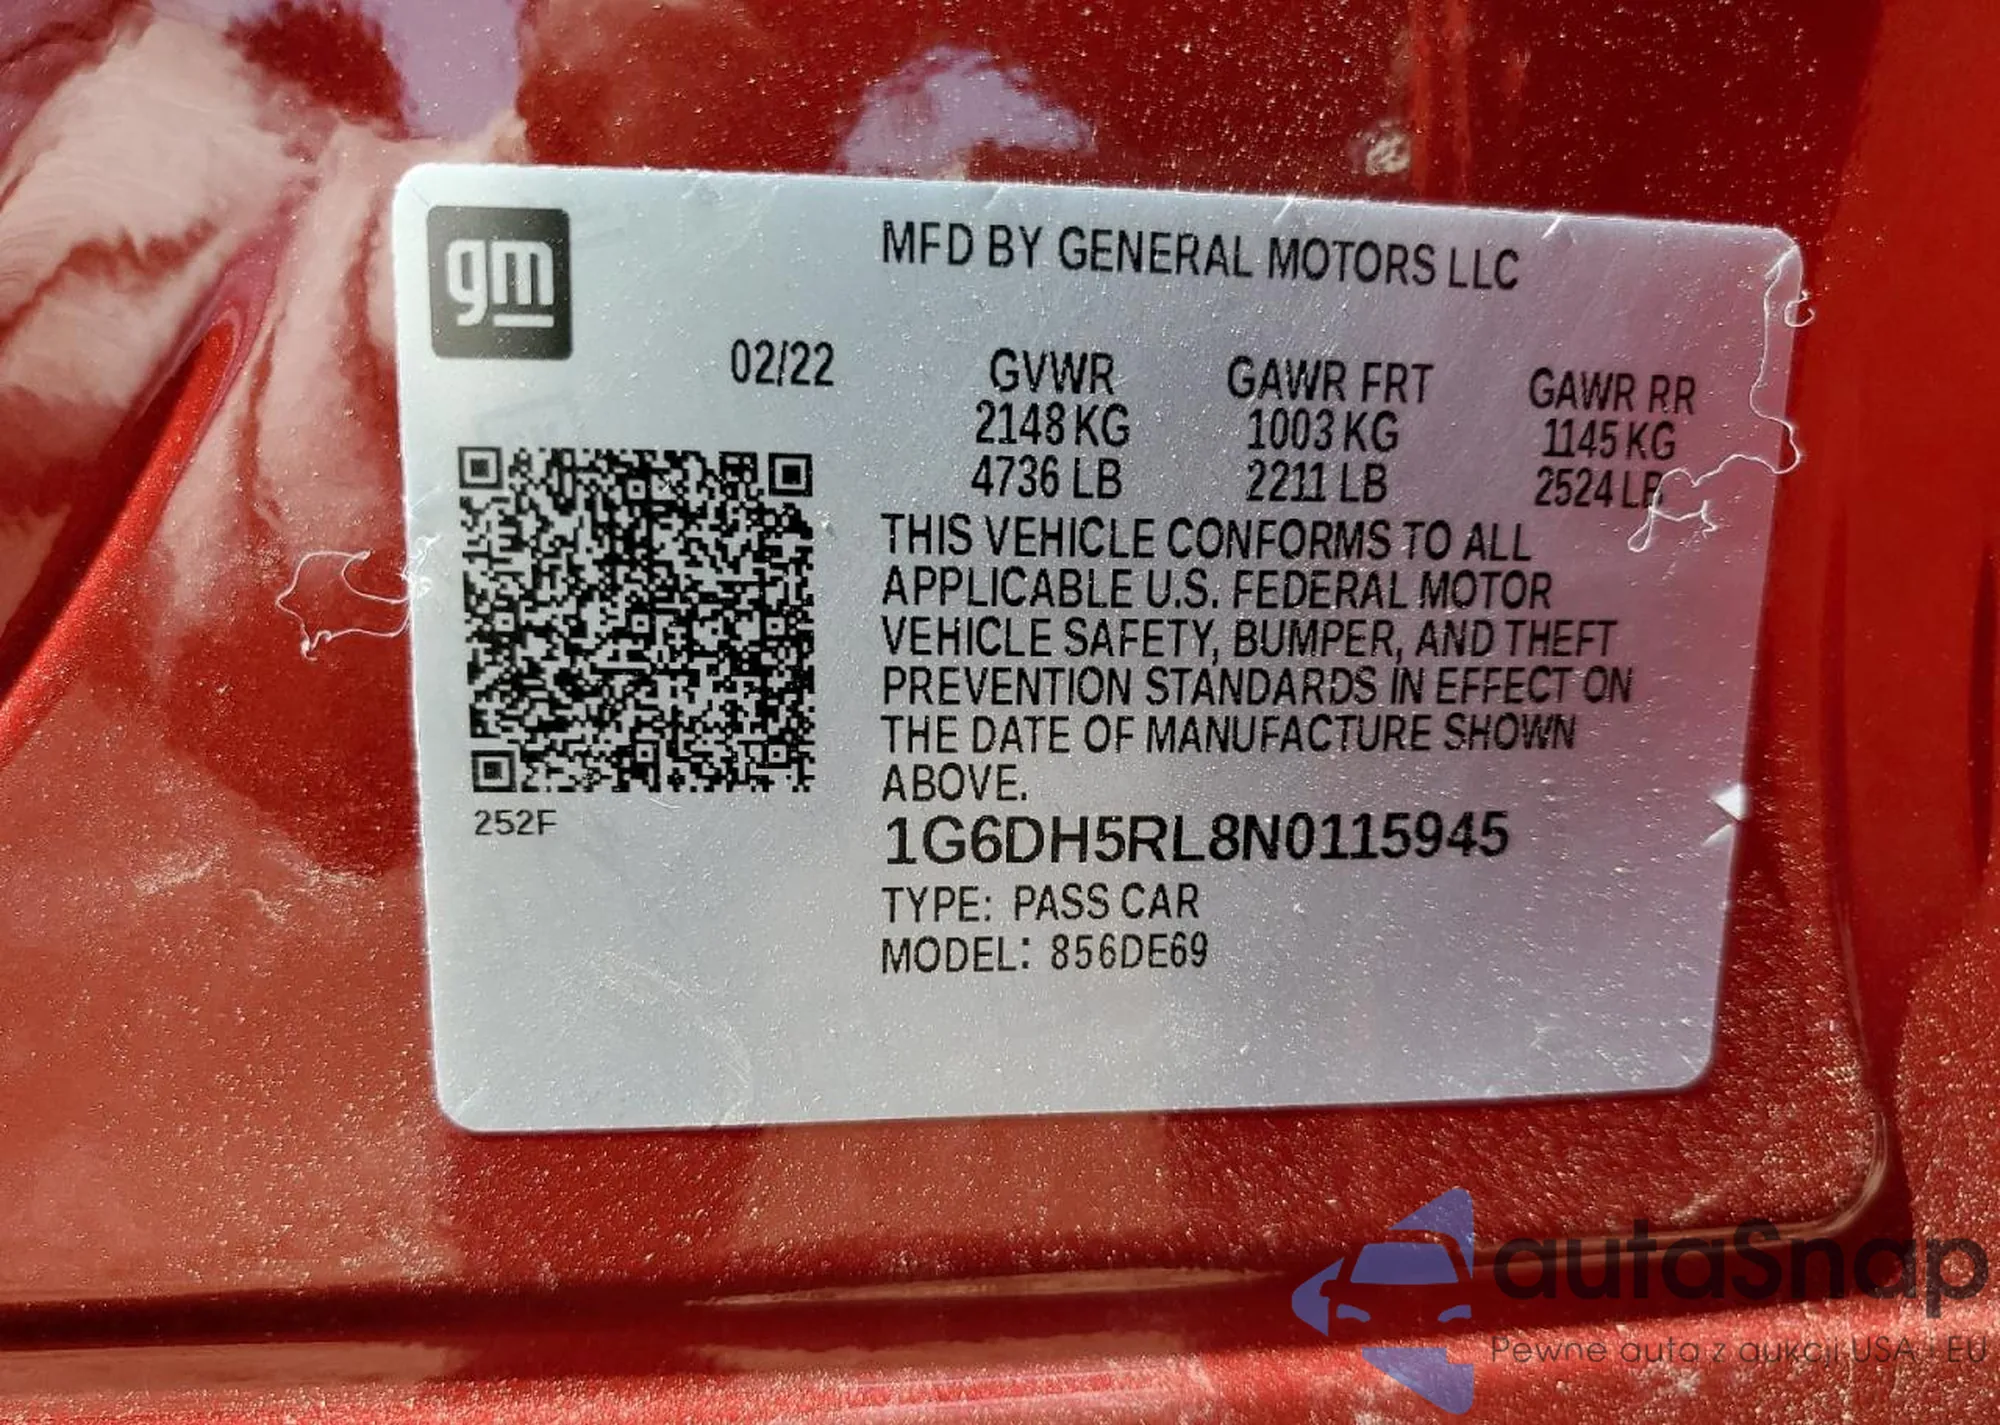 gm
MFD BY GENERAL MOTORS LLC
02/22
GVWR GAWR FRT GAWR RR
2148 KG 1003 KG 1145 KG
4736 LB 2211 LB 2524 LB
THIS VEHICLE CONFORMS TO ALL
APPLICABLE U.S. FEDERAL MOTOR
VEHICLE SAFETY, BUMPER, AND THEFT
PREVENTION STANDARDS IN EFFECT ON
THE DATE OF MANUFACTURE SHOWN
ABOVE.
252F
1G6DH5RL8N0115945
TYPE: PASS CAR
MODEL: 856DE69
autaSnap
Pewne auta z aukcji USA - EU